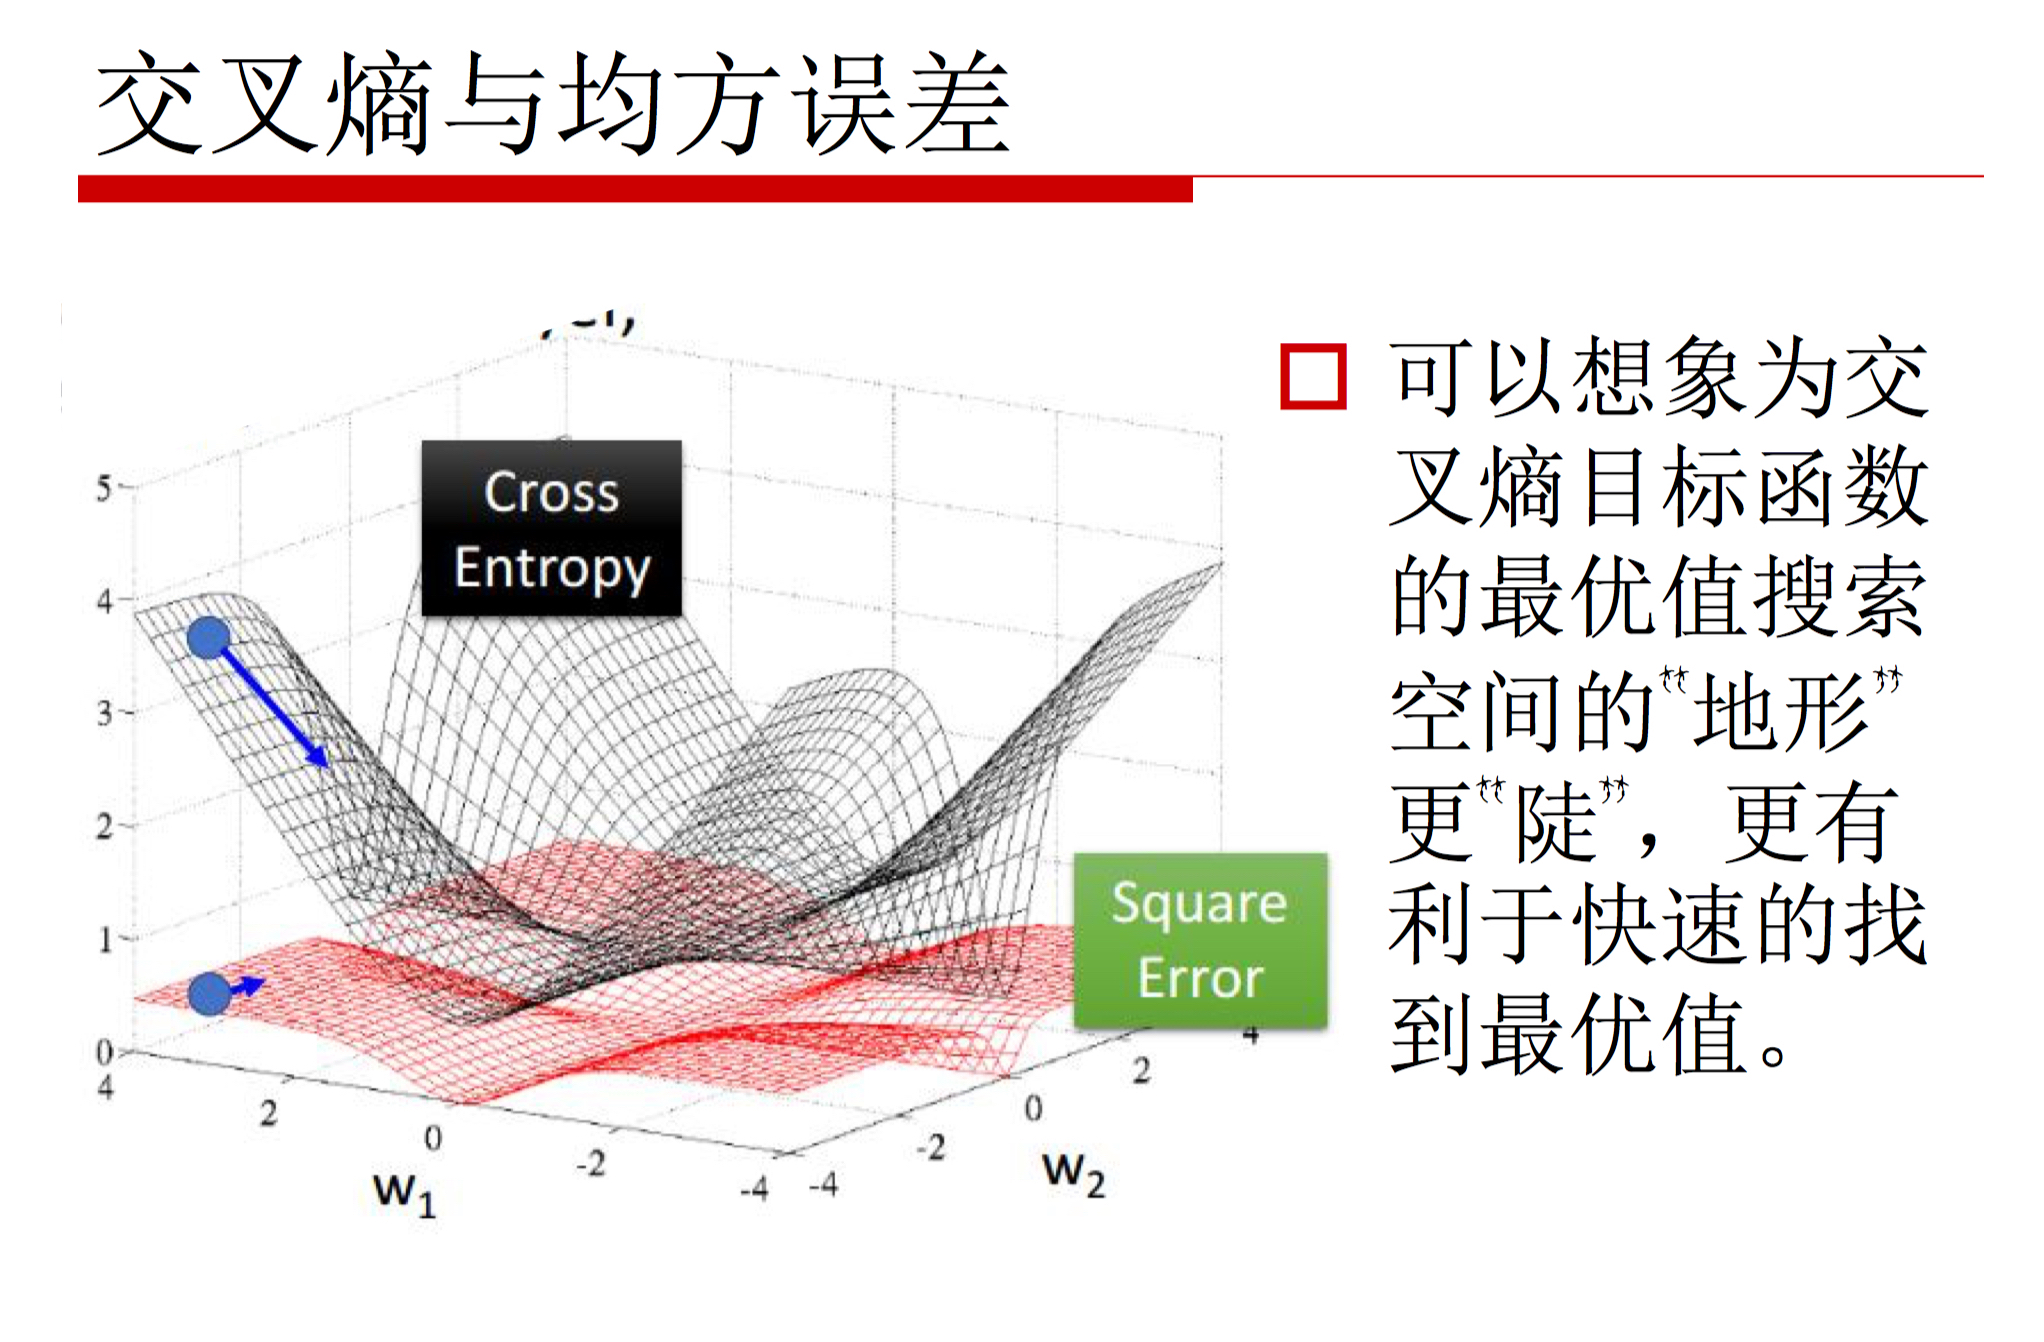 交叉熵与均方误差
Cross
Entropy
5
4
3
2
1
0
4
2
0
-2
-4
-4
-2
0
2
4
w1
w2
Square
Error
可以想象为交
叉熵目标函数
的最优值搜索
空间的“地形”
更“陡”，更有
利于快速的找
到最优值。